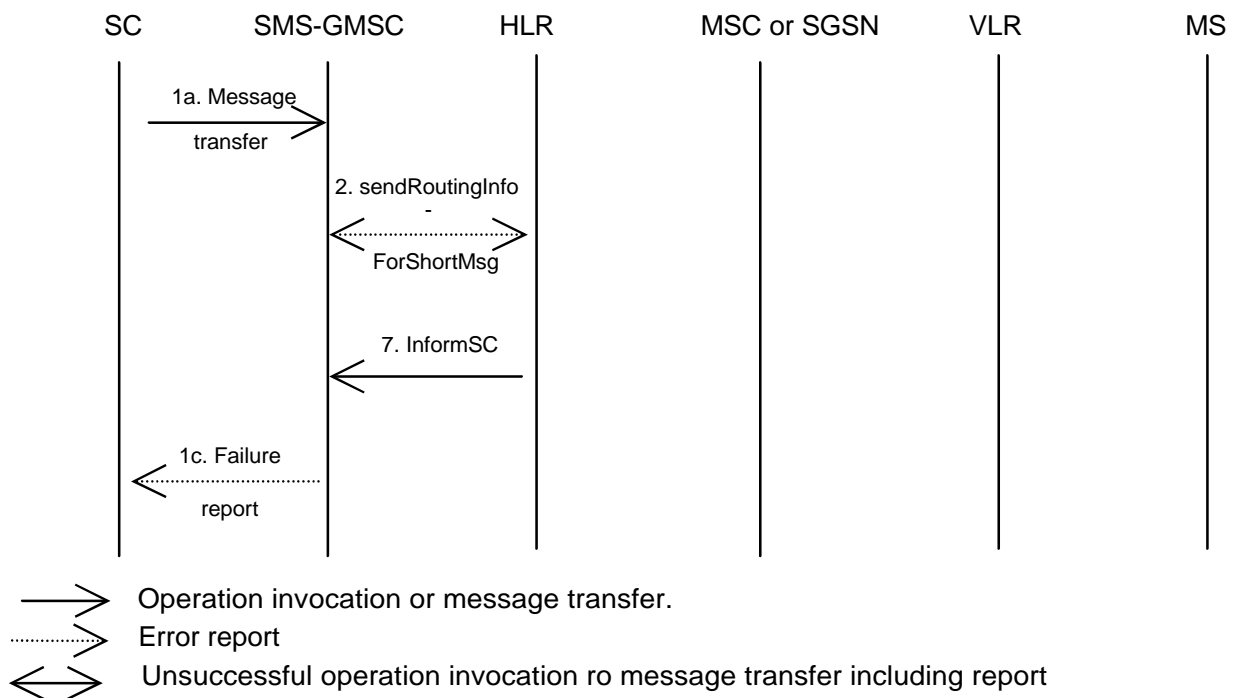 SC SMS-GMSC HLR MSC or SGSN VLR MS
1a. Message
transfer
2. sendRoutingInfo
-
ForShortMsg
7. InformSC
1c. Failure
report
Operation invocation or message transfer.
Error report
Unsuccessful operation invocation ro message transfer including report